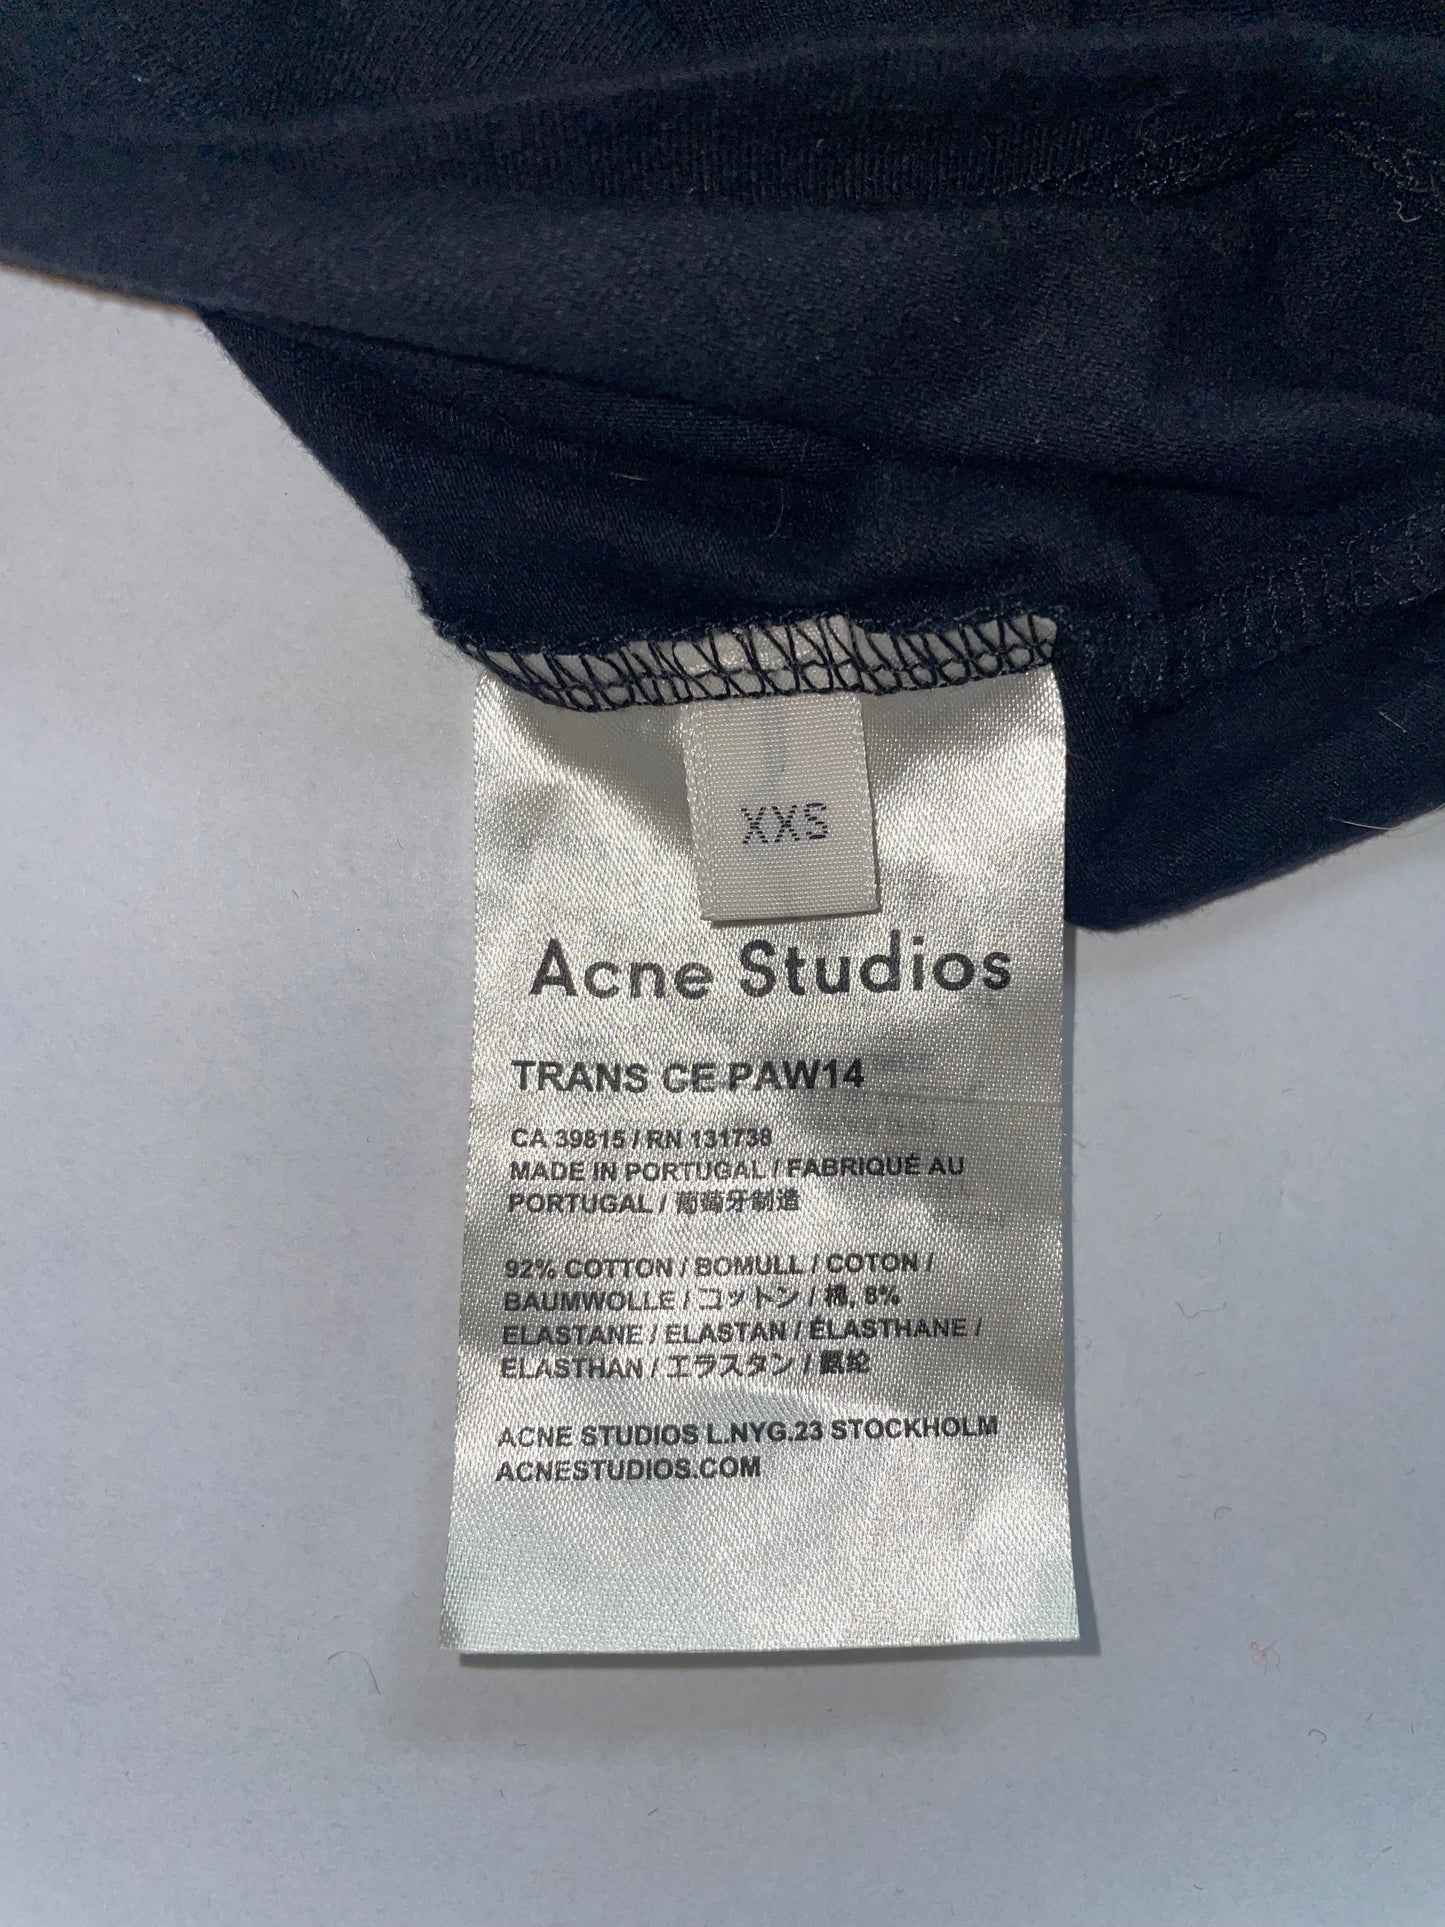 XXS
Acne Studios
TRANS CE PAW14
CA 39815 / RN 131738
MADE IN PORTUGAL / FABRIQUÉ AU
PORTUGAL / 葡萄牙制造
92% COTTON / BOMULL / COTON /
BAUMWOLLE / コットン / 棉, 8%
ELASTANE / ELASTAN / ÉLASTHANE /
ELASTHAN / エラスタン / 氨纶
ACNE STUDIOS L.NYG.23 STOCKHOLM
ACNESTUDIOS.COM